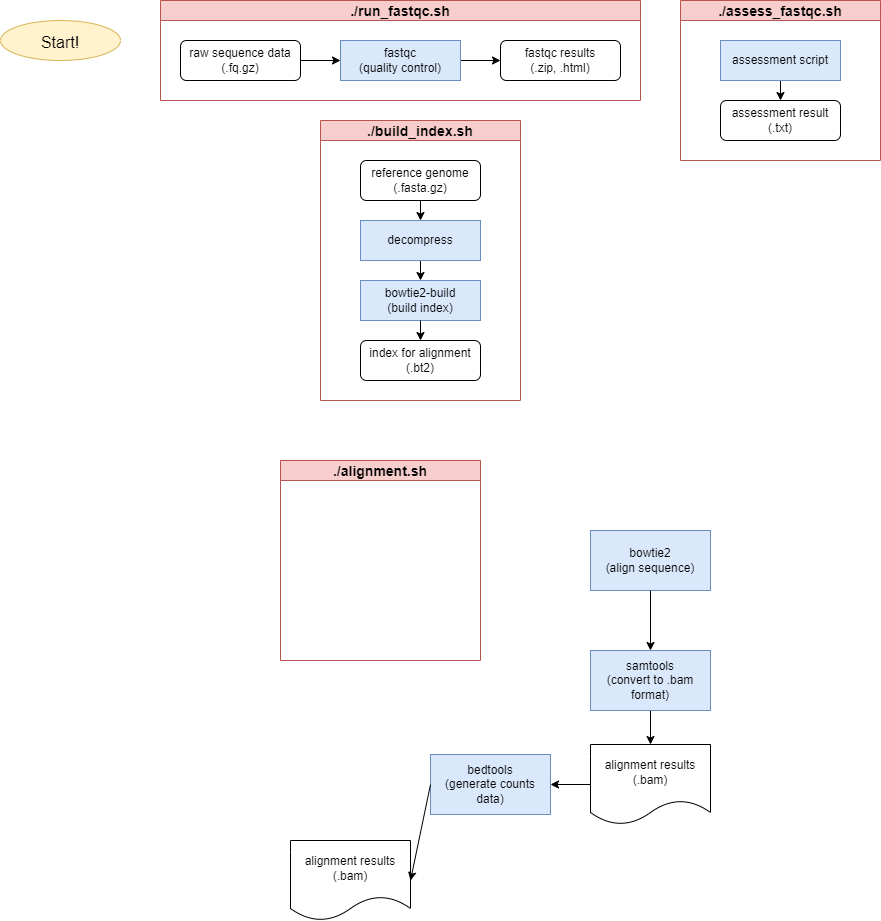 Start!
./run_fastqc.sh
raw sequence data
(.fq.gz)
fastqc
(quality control)
fastqc results
(.zip, .html)
./assess_fastqc.sh
assessment script
assessment result
(.txt)
./build_index.sh
reference genome
(.fasta.gz)
decompress
bowtie2-build
(build index)
index for alignment
(.bt2)
./alignment.sh
bowtie2
(align sequence)
samtools
(convert to .bam
format)
alignment results
(.bam)
bedtools
(generate counts
data)
alignment results
(.bam)